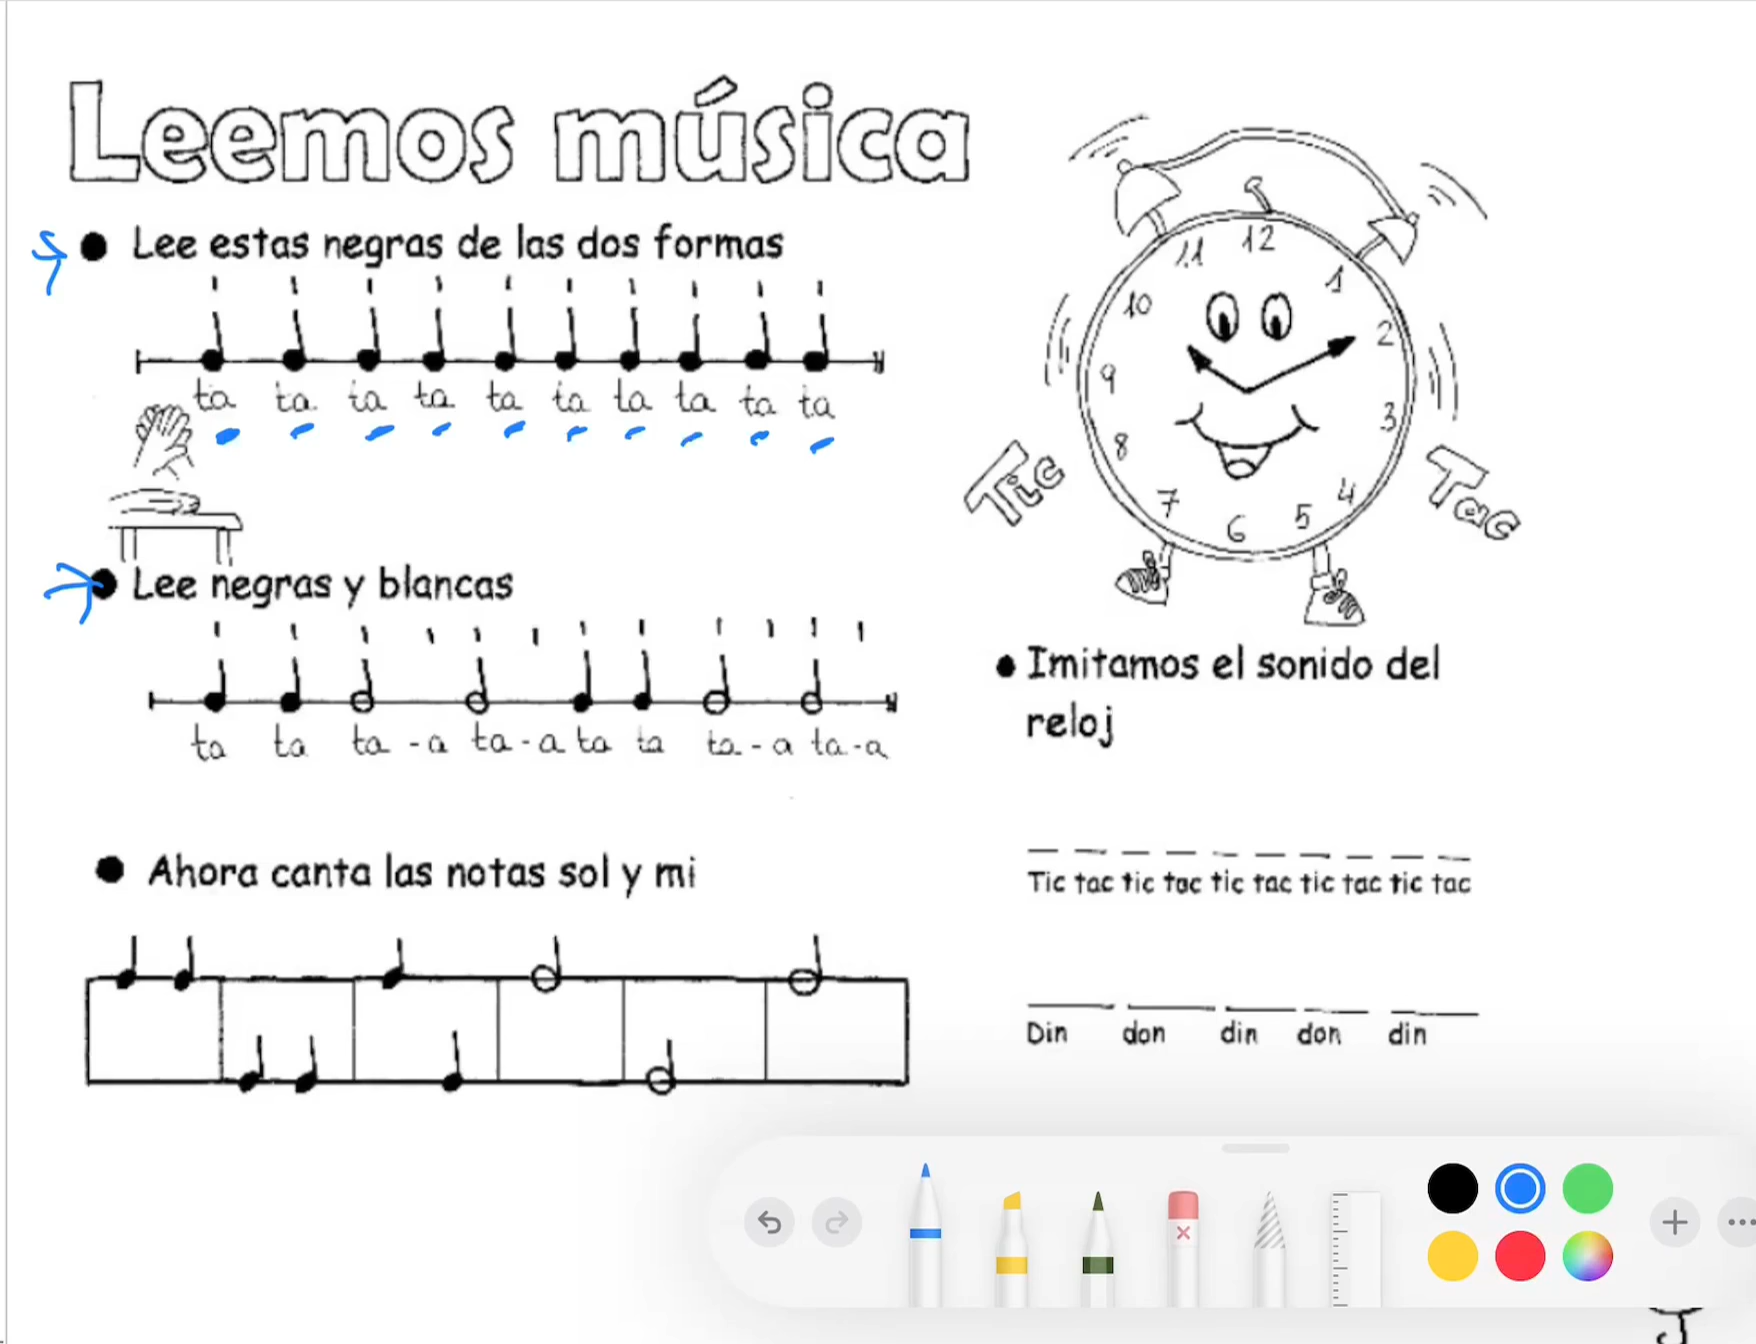 Leemos música
Lee estas negras de las dos formas
ta ta ta ta ta ta ta ta ta ta
Lee negras y blancas
ta ta ta - a ta - a ta ta ta - a ta - a
Ahora canta las notas sol y mi
11 12 1
10 2
9 3
8 4
7 6 5
Tic Tac
Imitamos el sonido del
reloj
Tic tac tic tac tic tac tic tac tic tac
Din don din don din